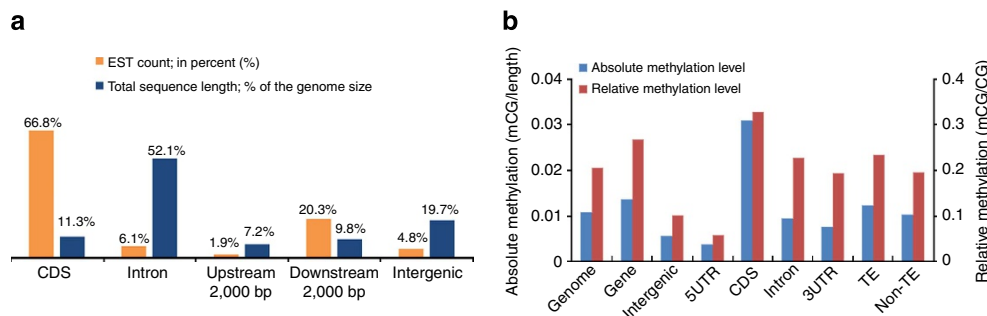 a
EST count; in percent (%)
Total sequence length; % of the genome size
66.8%
11.3%
6.1%
52.1%
1.9%
7.2%
20.3%
9.8%
4.8%
19.7%
CDS
Intron
Upstream
2,000 bp
Downstream
2,000 bp
Intergenic
b
Absolute methylation (mCG/length)
0.04
0.03
0.02
0.01
0
Absolute methylation level
Relative methylation level
0.4
0.3
0.2
0.1
0
Relative methylation (mCG/CG)
Genome
Gene
Intergenic
5UTR
CDS
Intron
3UTR
TE
Non-TE